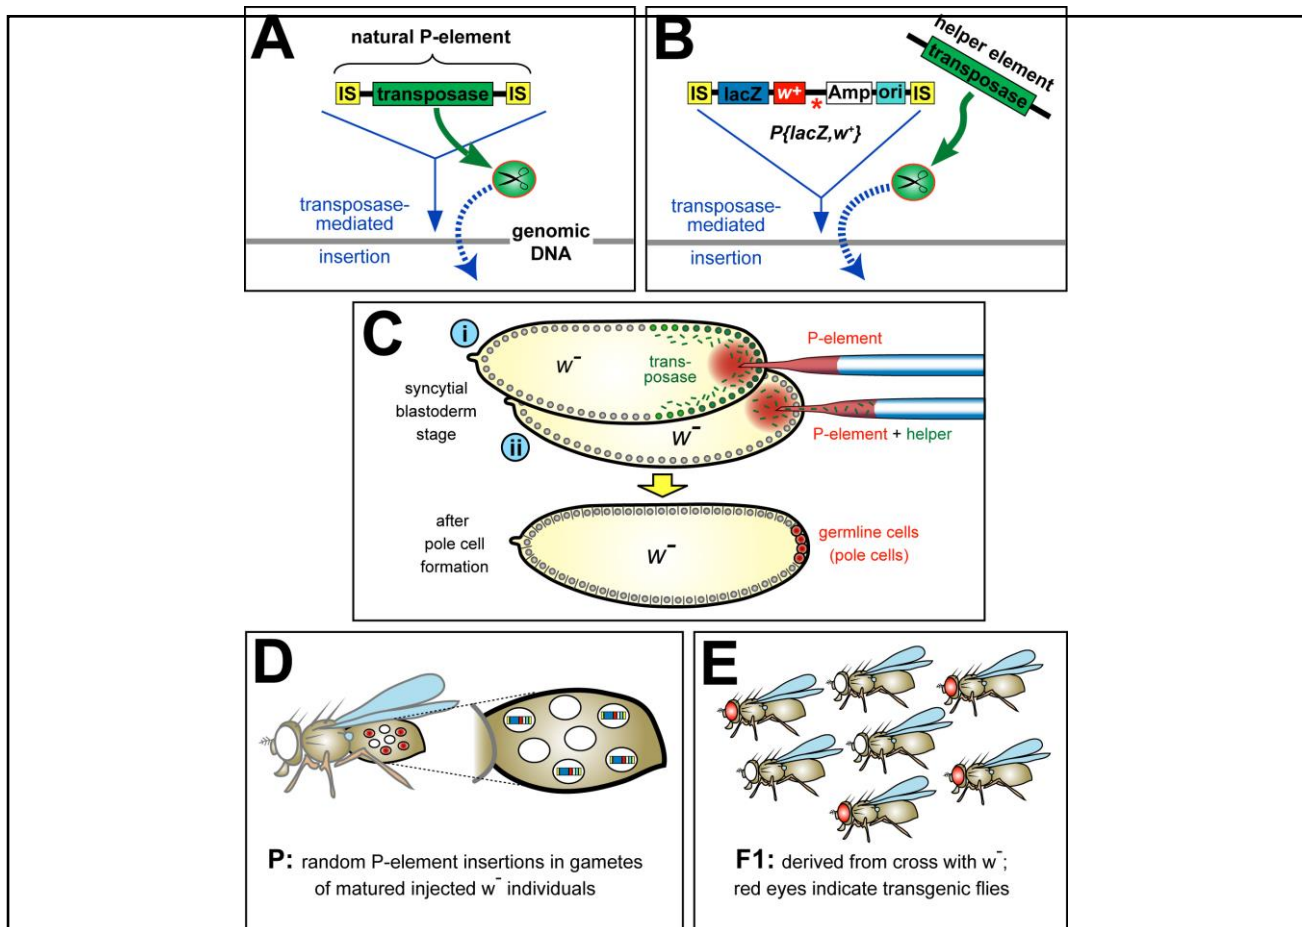 A
natural P-element
IS transposase IS
transposase-
mediated
insertion
genomic
DNA
B
helper element
transposase
IS lacZ w⁺ Amp ori IS
*
P{lacZ,w⁺}
transposase-
mediated
insertion
C
i
w⁻
trans-
posase
P-element
syncytial
blastoderm
stage
ii
w⁻
P-element + helper
after
pole cell
formation
w⁻
germline cells
(pole cells)
D
P: random P-element insertions in gametes
of matured injected w⁻ individuals
E
F1: derived from cross with w⁻;
red eyes indicate transgenic flies